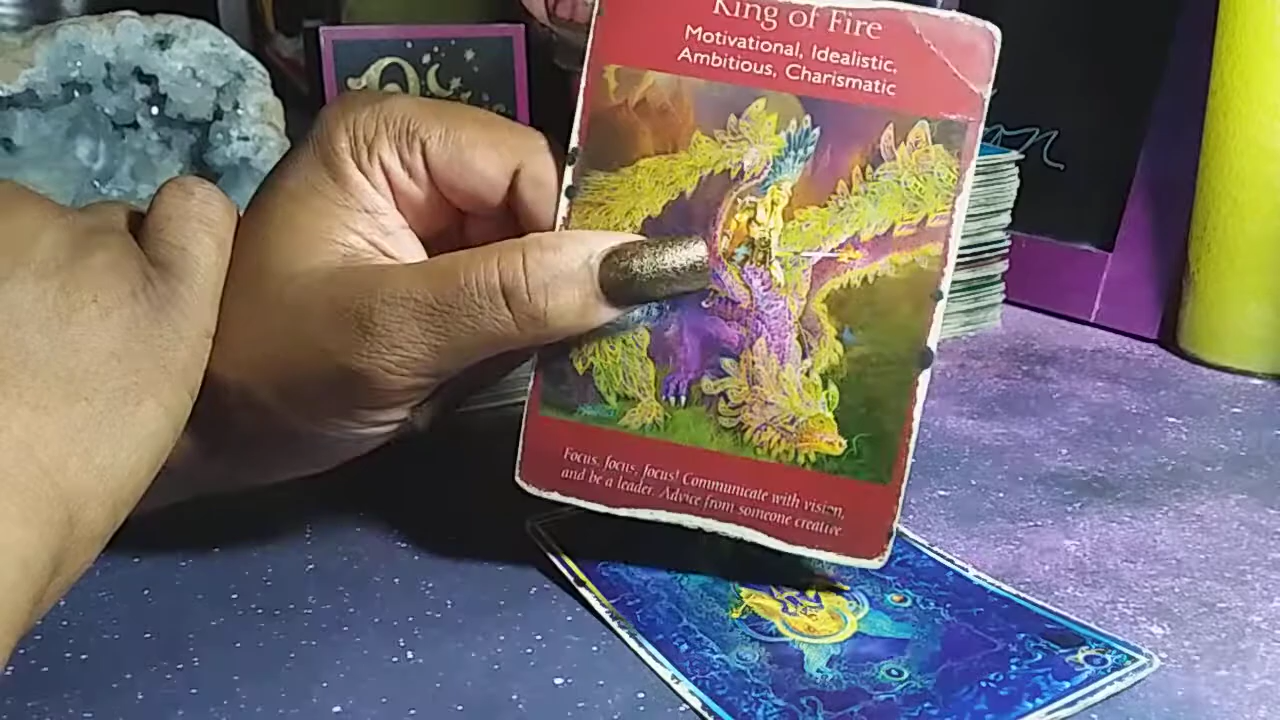 King of Fire
Motivational, Idealistic,
Ambitious, Charismatic
Focus, focus, focus! Communicate with vision,
and be a leader. Advice from someone creative